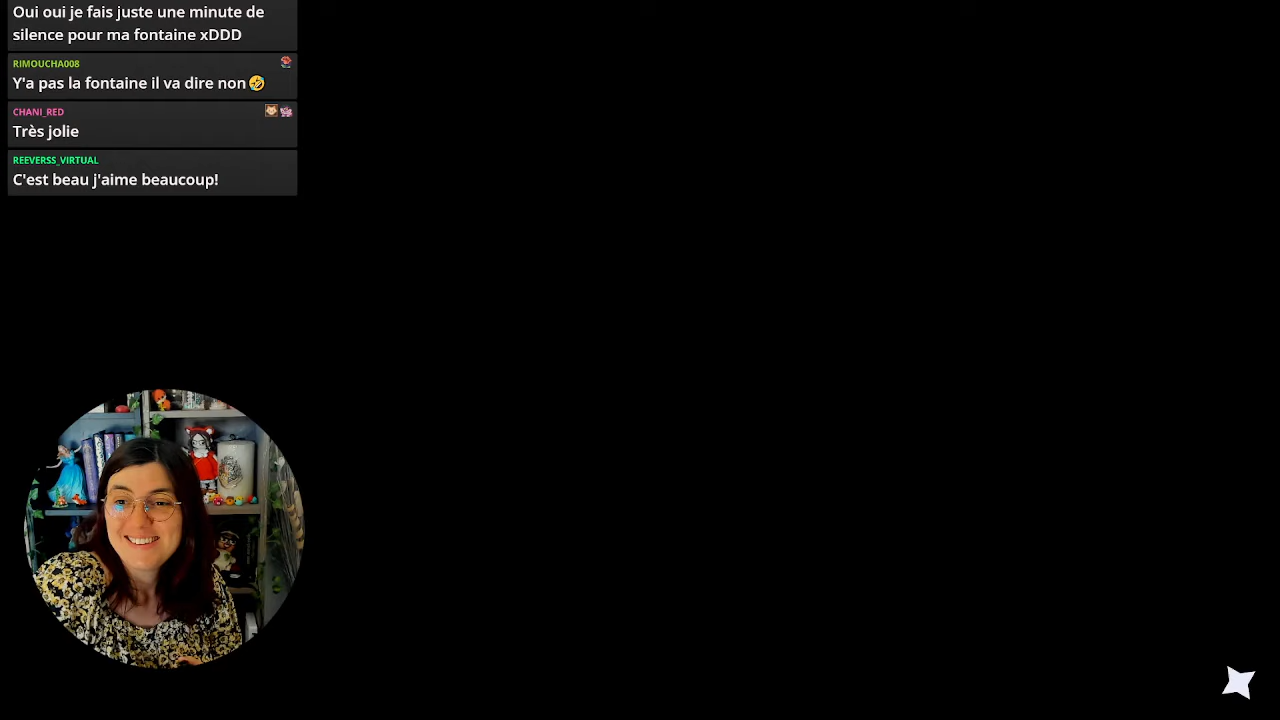 Oui oui je fais juste une minute de
silence pour ma fontaine xDDD
RIMOUCHA008
Y'a pas la fontaine il va dire non 🤣
CHANI_RED
Très jolie
REEVERSS_VIRTUAL
C'est beau j'aime beaucoup!